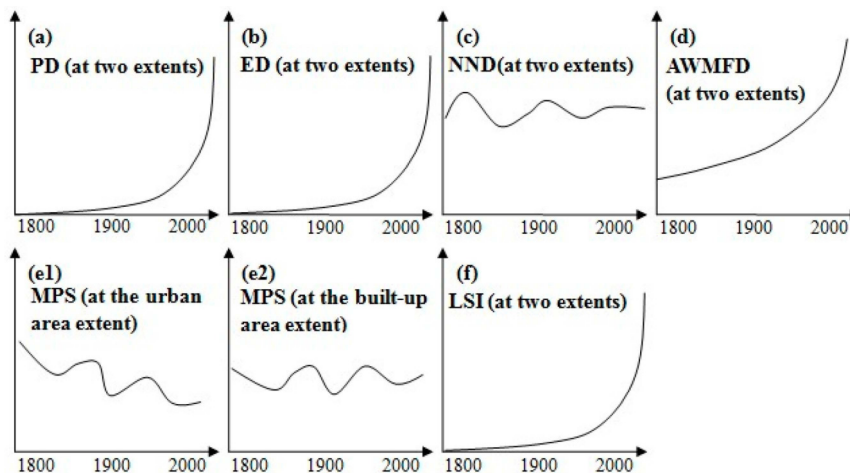 (a)
PD (at two extents)
1800 1900 2000
(b)
ED (at two extents)
1800 1900 2000
(c)
NND(at two extents)
1800 1900 2000
(d)
AWMFD
(at two extents)
1800 1900 2000
(e1)
MPS (at the urban
area extent)
1800 1900 2000
(e2)
MPS (at the built-up
area extent)
1800 1900 2000
(f)
LSI (at two extents)
1800 1900 2000